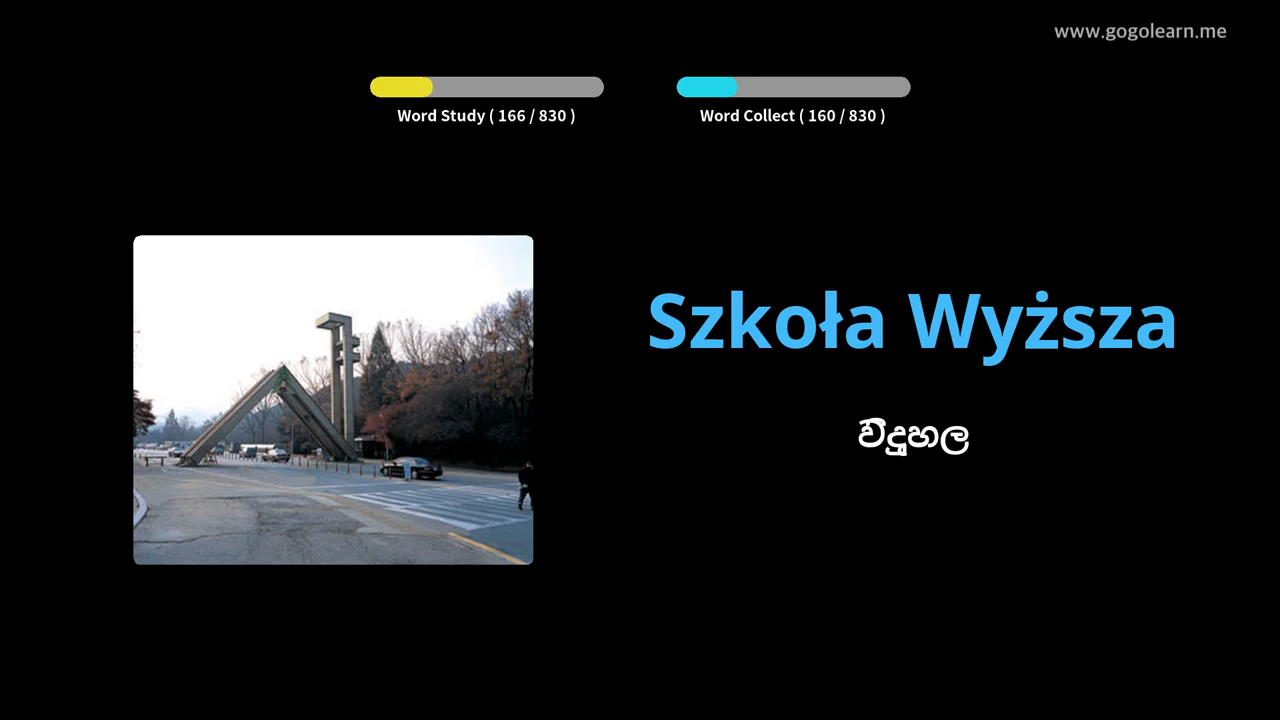 www.gogolearn.me
Word Study ( 166 / 830 )
Word Collect ( 160 / 830 )
Szkoła Wyższa
විදුහල